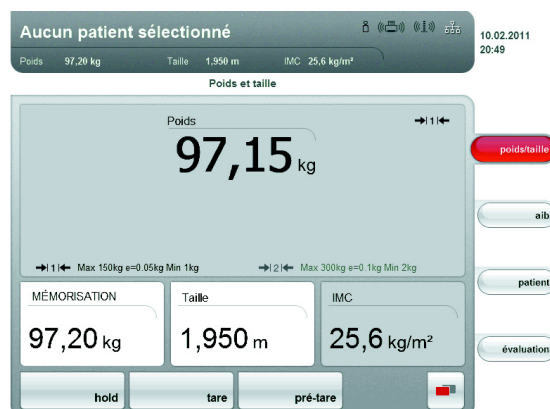 Aucun patient sélectionné
10.02.2011
20:49
Poids 97,20 kg Taille 1,950 m IMC 25,6 kg/m²
Poids et taille
Poids
→|1|←
97,15 kg
poids/taille
aib
→|1|← Max 150kg e=0.05kg Min 1kg →|2|← Max 300kg e=0.1kg Min 2kg
patient
MÉMORISATION Taille IMC
97,20 kg 1,950 m 25,6 kg/m²
évaluation
hold tare pré-tare